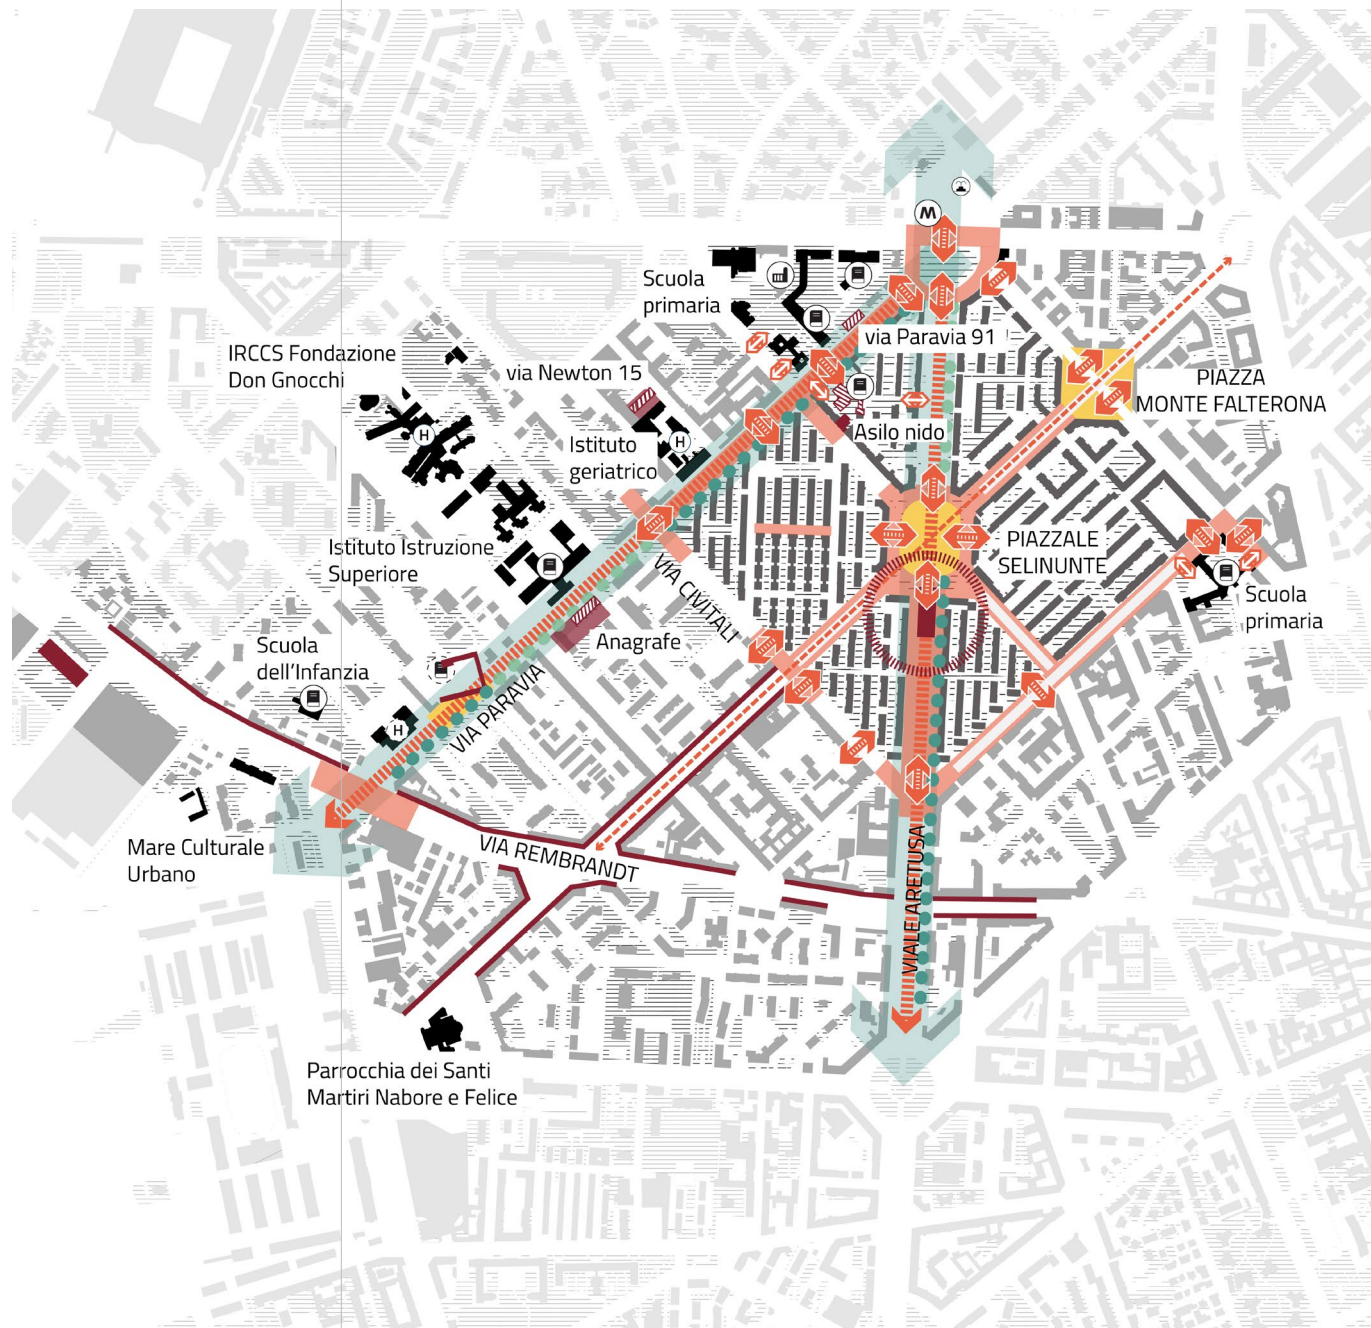 M
Scuola
primaria
via Paravia 91
IRCCS Fondazione
Don Gnocchi
via Newton 15
PIAZZA
MONTE FALTERONA
H
Istituto
geriatrico
H
Asilo nido
Istituto Istruzione
Superiore
PIAZZALE
SELINUNTE
VIA CIVITALI
Scuola
primaria
Anagrafe
Scuola
dell'Infanzia
H
VIA PARAVIA
Mare Culturale
Urbano
VIA REMBRANDT
VIALE ARETUSA
Parrocchia dei Santi
Martiri Nabore e Felice